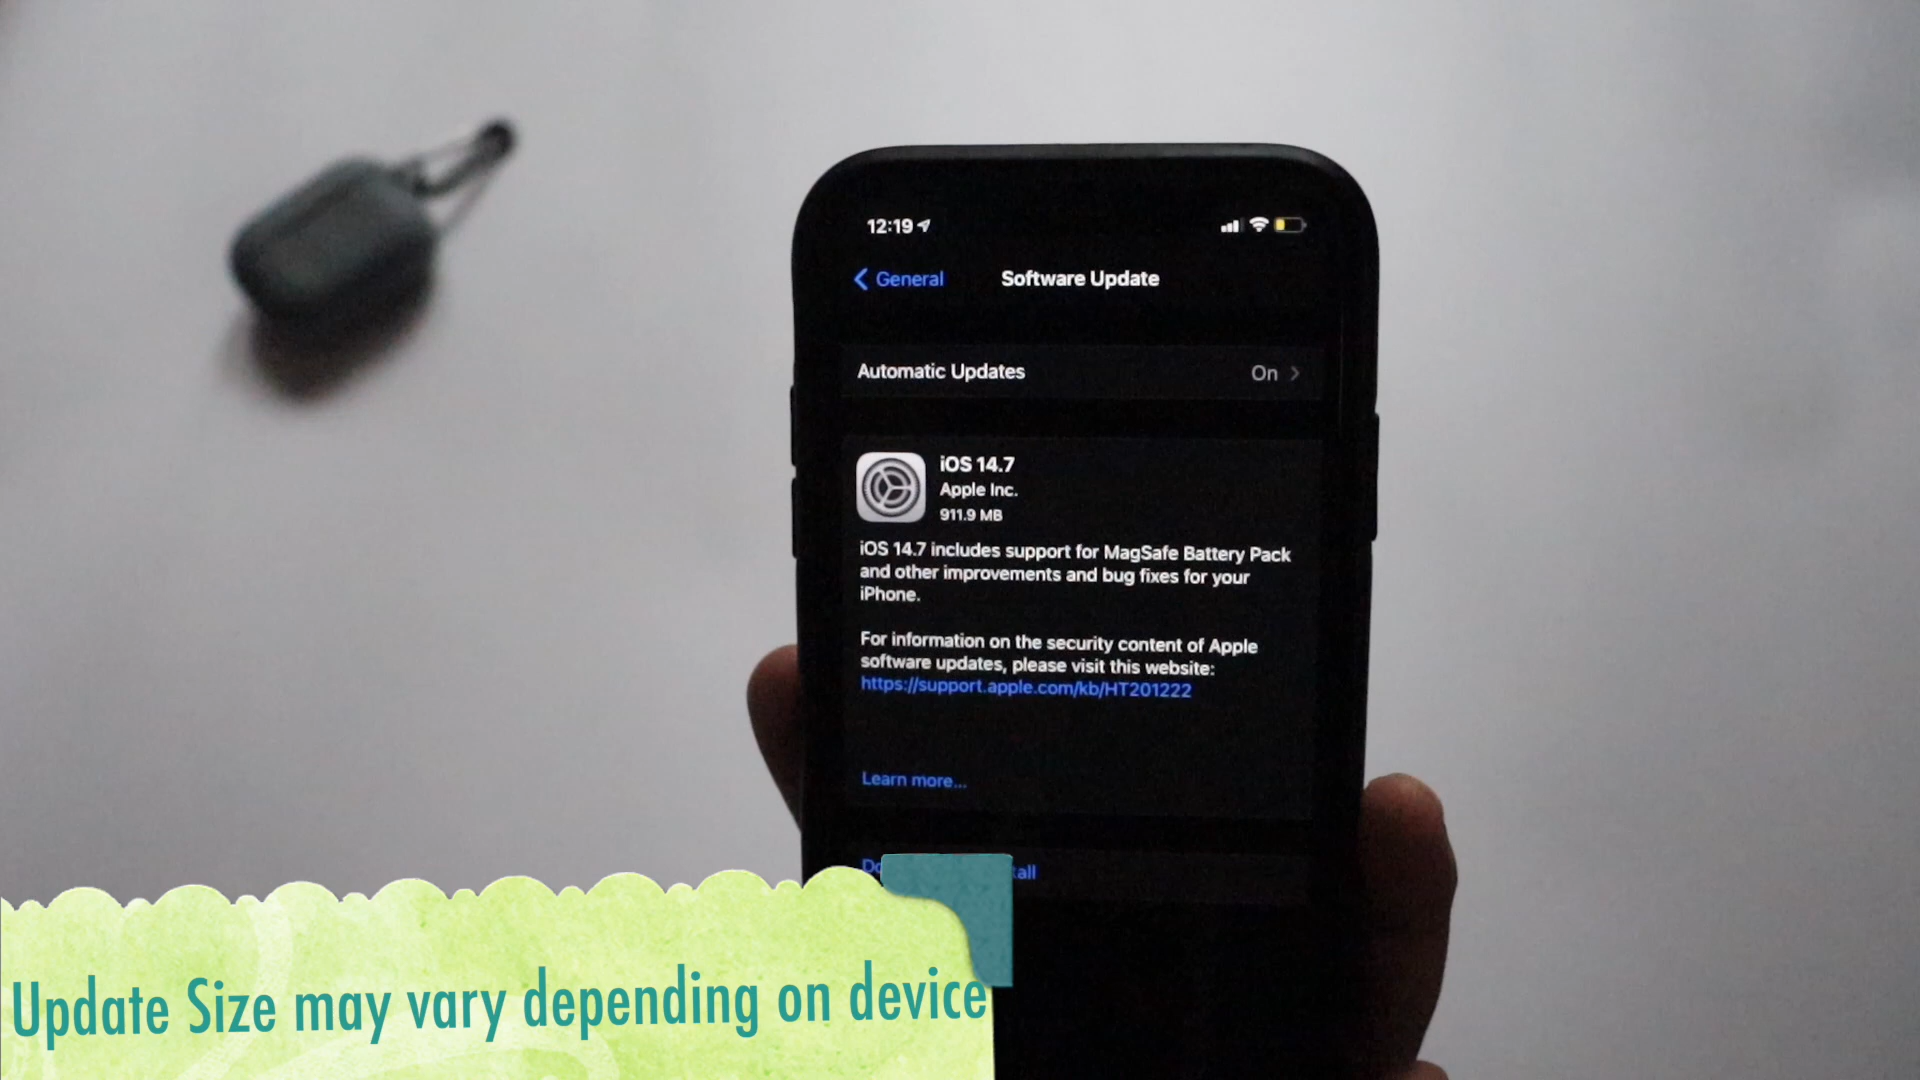 12:19
General
Software Update
Automatic Updates
On
iOS 14.7
Apple Inc.
911.9 MB
iOS 14.7 includes support for MagSafe Battery Pack
and other improvements and bug fixes for your
iPhone.
For information on the security content of Apple
software updates, please visit this website:
https://support.apple.com/kb/HT201222
Learn more...
Update Size may vary depending on device